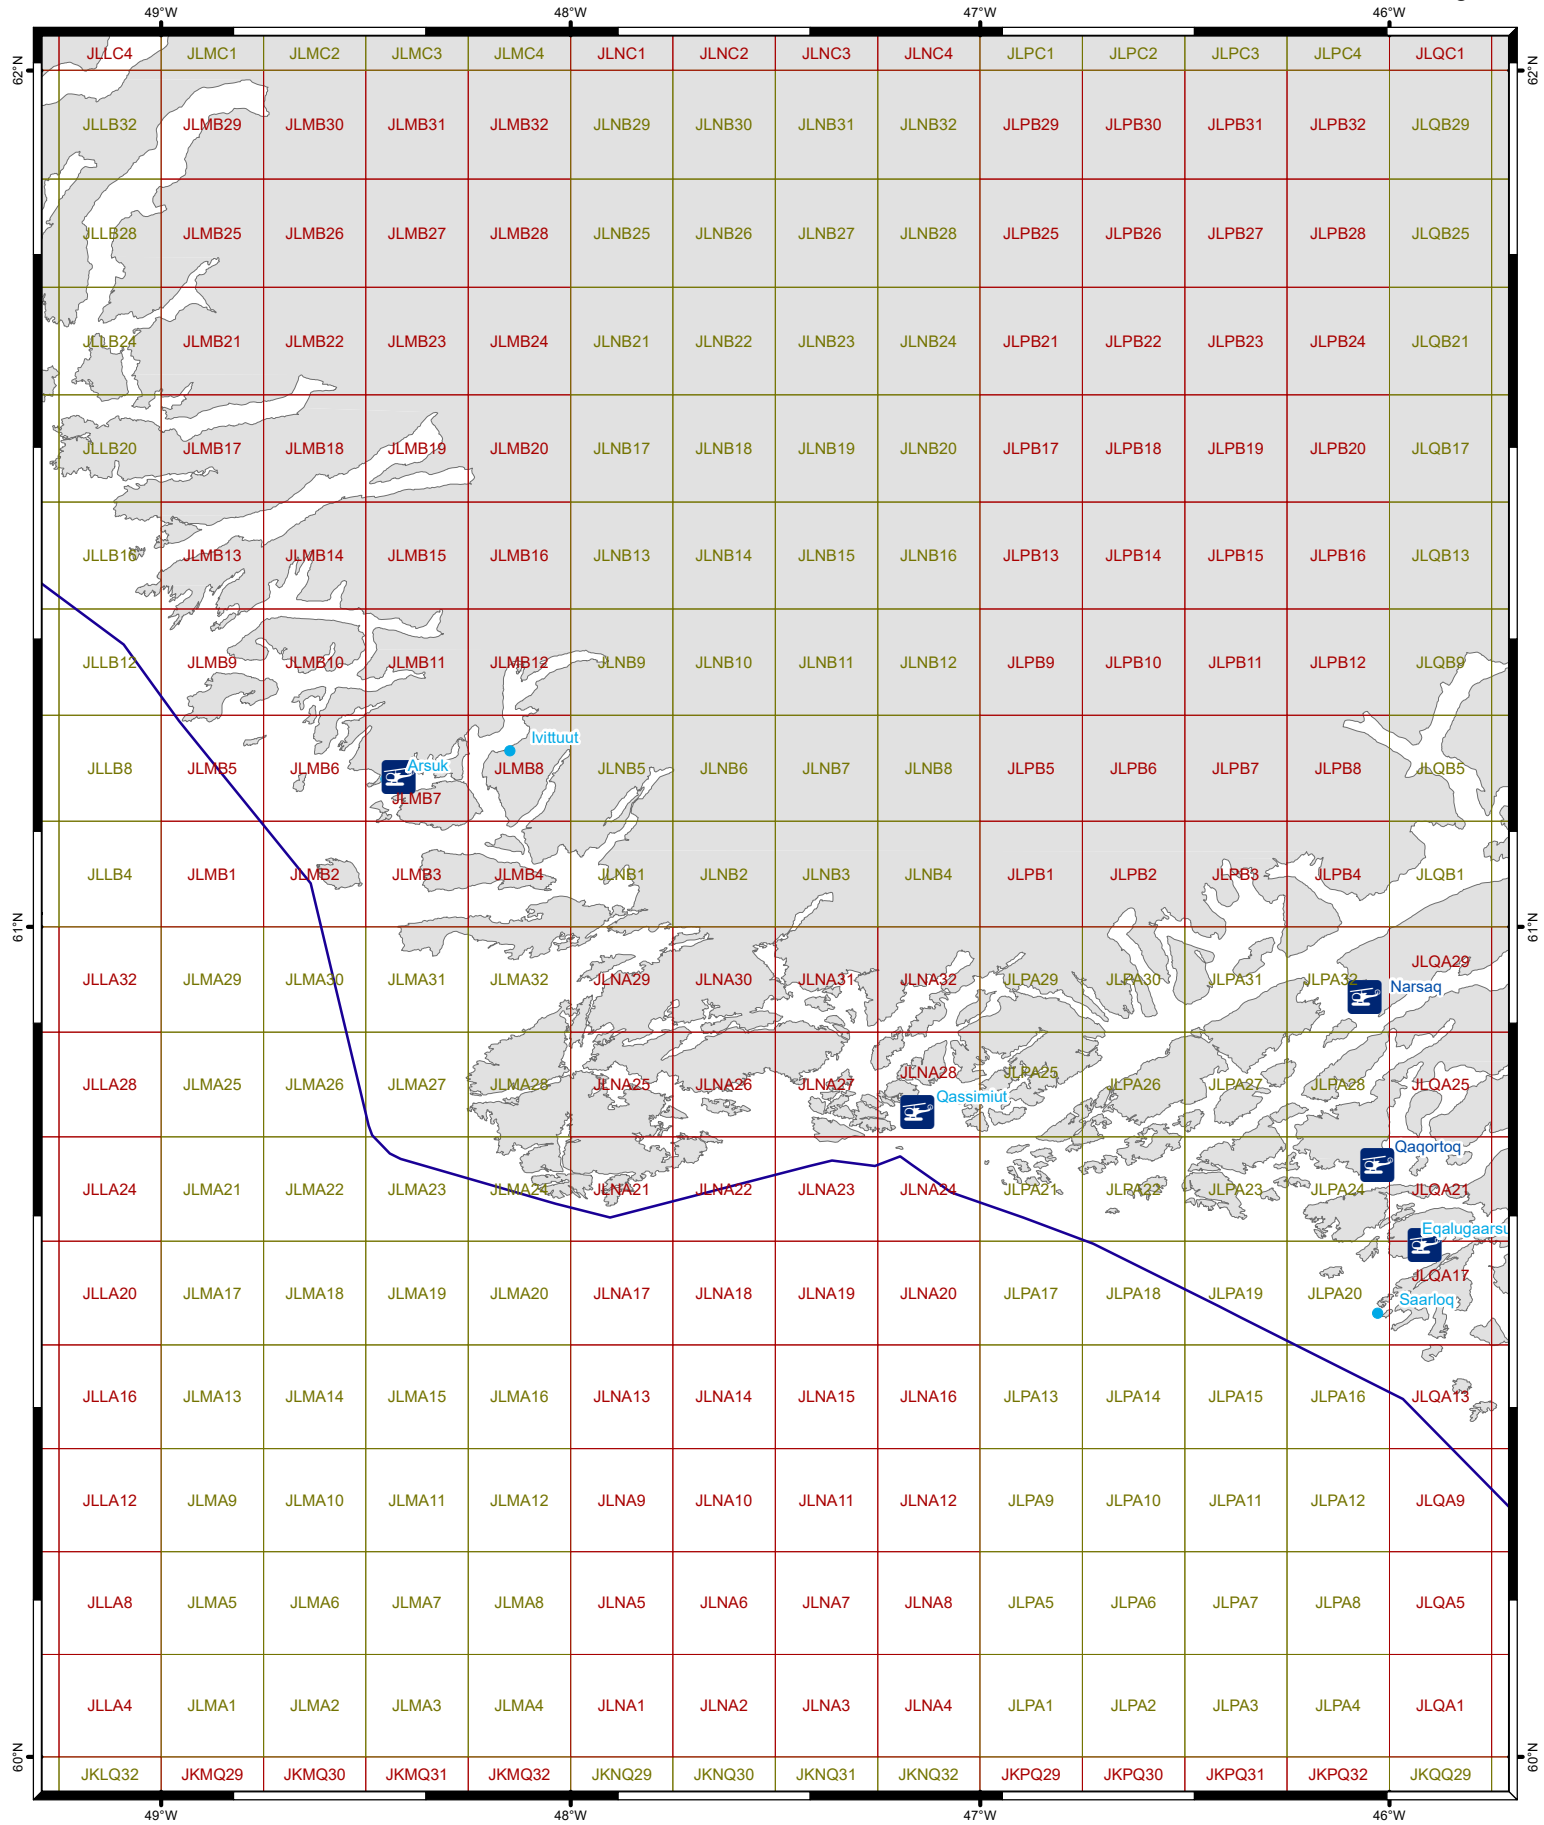 49°W 48°W 47°W 46°W
62°N 62°N
JLLC4 JLMC1 JLMC2 JLMC3 JLMC4 JLNC1 JLNC2 JLNC3 JLNC4 JLPC1 JLPC2 JLPC3 JLPC4 JLQC1
JLLB32 JLMB29 JLMB30 JLMB31 JLMB32 JLNB29 JLNB30 JLNB31 JLNB32 JLPB29 JLPB30 JLPB31 JLPB32 JLQB29
JLLB28 JLMB25 JLMB26 JLMB27 JLMB28 JLNB25 JLNB26 JLNB27 JLNB28 JLPB25 JLPB26 JLPB27 JLPB28 JLQB25
JLLB24 JLMB21 JLMB22 JLMB23 JLMB24 JLNB21 JLNB22 JLNB23 JLNB24 JLPB21 JLPB22 JLPB23 JLPB24 JLQB21
JLLB20 JLMB17 JLMB18 JLMB19 JLMB20 JLNB17 JLNB18 JLNB19 JLNB20 JLPB17 JLPB18 JLPB19 JLPB20 JLQB17
JLLB16 JLMB13 JLMB14 JLMB15 JLMB16 JLNB13 JLNB14 JLNB15 JLNB16 JLPB13 JLPB14 JLPB15 JLPB16 JLQB13
JLLB12 JLMB9 JLMB10 JLMB11 JLMB12 JLNB9 JLNB10 JLNB11 JLNB12 JLPB9 JLPB10 JLPB11 JLPB12 JLQB9
Ivittuut
Arsuk
JLLB8 JLMB5 JLMB6 JLMB8 JLNB5 JLNB6 JLNB7 JLNB8 JLPB5 JLPB6 JLPB7 JLPB8 JLQB5
JLMB7
JLLB4 JLMB1 JLMB2 JLMB3 JLMB4 JLNB1 JLNB2 JLNB3 JLNB4 JLPB1 JLPB2 JLPB3 JLPB4 JLQB1
61°N 61°N
JLQA29
JLLA32 JLMA29 JLMA30 JLMA31 JLMA32 JLNA29 JLNA30 JLNA31 JLNA32 JLPA29 JLPA30 JLPA31 JLPA32
Narsaq
JLNA28 JLPA25
JLLA28 JLMA25 JLMA26 JLMA27 JLMA28 JLNA25 JLNA26 JLNA27 JLPA26 JLPA27 JLPA28 JLQA25
Qassimiut
Qaqortoq
JLLA24 JLMA21 JLMA22 JLMA23 JLMA24 JLNA21 JLNA22 JLNA23 JLNA24 JLPA21 JLPA22 JLPA23 JLPA24 JLQA21
Eqalugaarsu
JLQA17
JLLA20 JLMA17 JLMA18 JLMA19 JLMA20 JLNA17 JLNA18 JLNA19 JLNA20 JLPA17 JLPA18 JLPA19 JLPA20
Saarloq
JLLA16 JLMA13 JLMA14 JLMA15 JLMA16 JLNA13 JLNA14 JLNA15 JLNA16 JLPA13 JLPA14 JLPA15 JLPA16 JLQA13
JLLA12 JLMA9 JLMA10 JLMA11 JLMA12 JLNA9 JLNA10 JLNA11 JLNA12 JLPA9 JLPA10 JLPA11 JLPA12 JLQA9
JLLA8 JLMA5 JLMA6 JLMA7 JLMA8 JLNA5 JLNA6 JLNA7 JLNA8 JLPA5 JLPA6 JLPA7 JLPA8 JLQA5
JLLA4 JLMA1 JLMA2 JLMA3 JLMA4 JLNA1 JLNA2 JLNA3 JLNA4 JLPA1 JLPA2 JLPA3 JLPA4 JLQA1
60°N 60°N
JKLQ32 JKMQ29 JKMQ30 JKMQ31 JKMQ32 JKNQ29 JKNQ30 JKNQ31 JKNQ32 JKPQ29 JKPQ30 JKPQ31 JKPQ32 JKQQ29
49°W 48°W 47°W 46°W